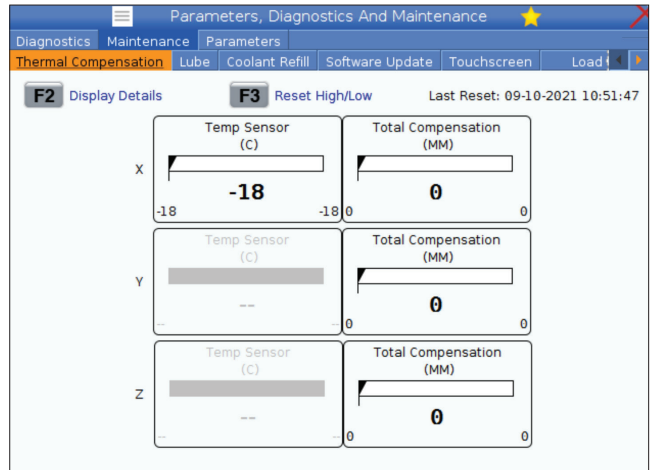 Parameters, Diagnostics And Maintenance
Diagnostics Maintenance Parameters
Thermal Compensation Lube Coolant Refill Software Update Touchscreen Load
F2 Display Details F3 Reset High/Low Last Reset: 09-10-2021 10:51:47
Temp Sensor Total Compensation
(C) (MM)
X
-18 0
-18 -18 0 0
Temp Sensor Total Compensation
(C) (MM)
Y
-- 0
-- -- 0 0
Temp Sensor Total Compensation
(C) (MM)
Z
-- 0
-- -- 0 0